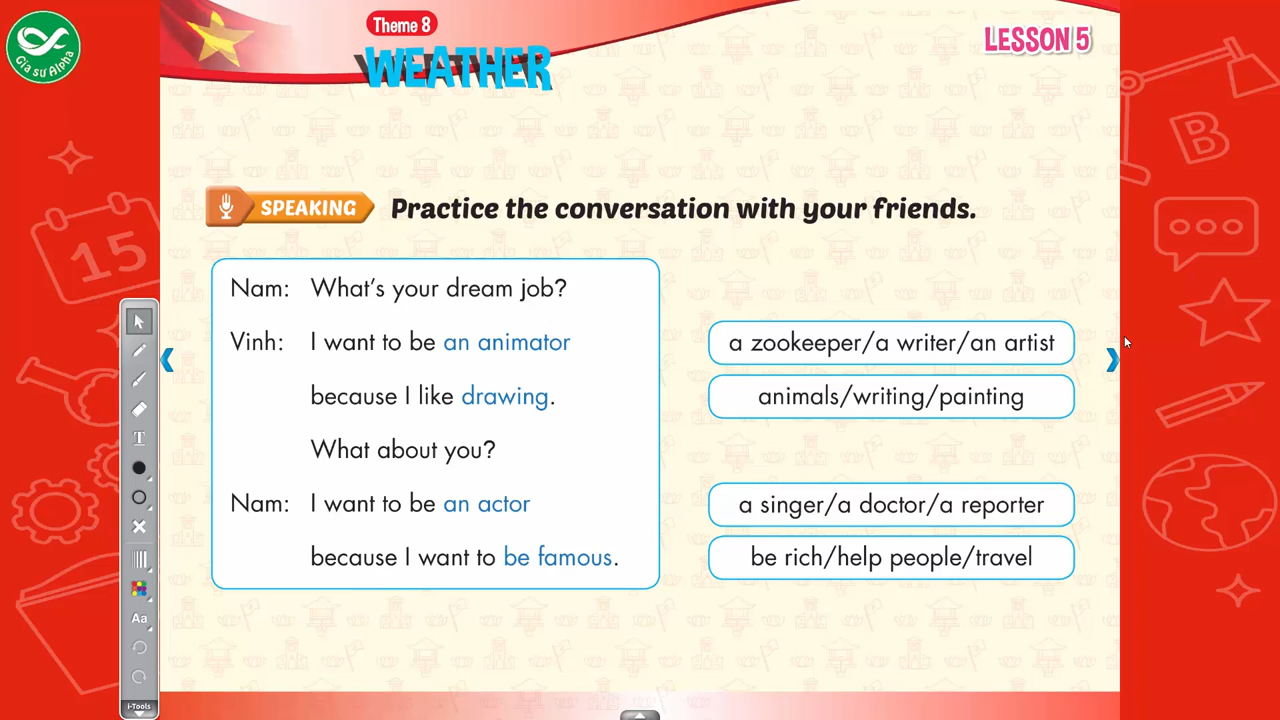 Gia sư Alpha
Theme 8
WEATHER
LESSON 5
SPEAKING
Practice the conversation with your friends.
Nam: What's your dream job?
Vinh: I want to be an animator
because I like drawing.
What about you?
Nam: I want to be an actor
because I want to be famous.
a zookeeper/a writer/an artist
animals/writing/painting
a singer/a doctor/a reporter
be rich/help people/travel
15
B
T
Aa
i-Tools